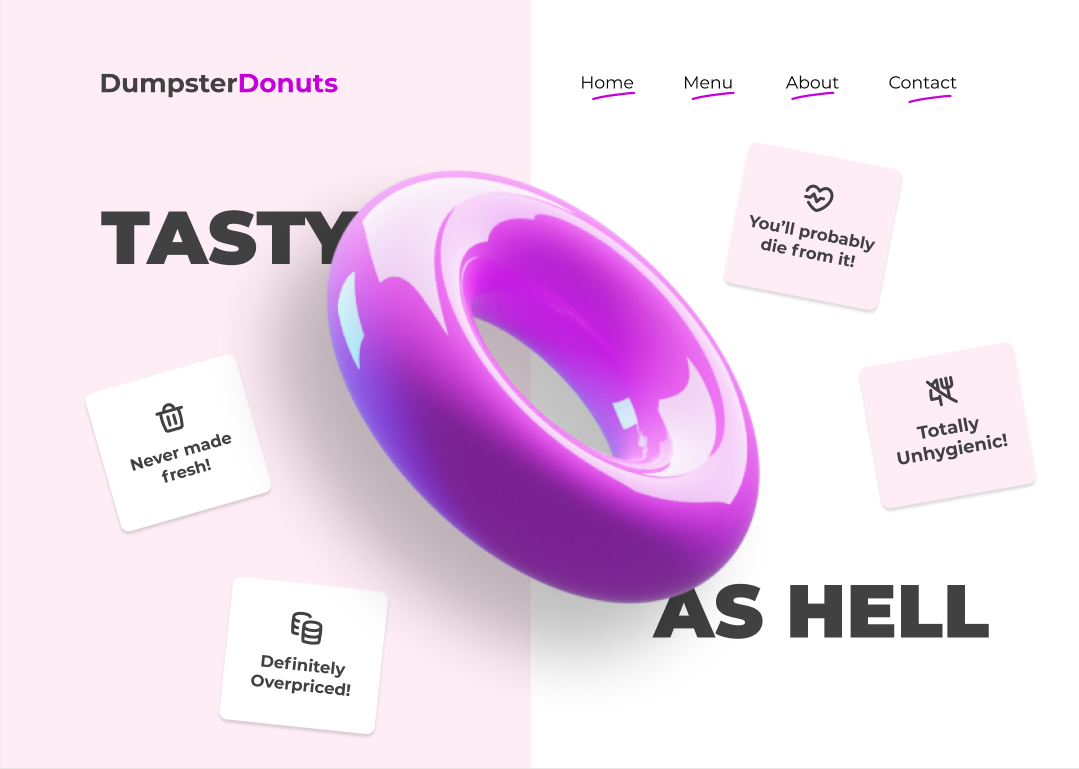 DumpsterDonuts
Home
Menu
About
Contact
TASTY
You'll probably
die from it!
Never made
fresh!
Totally
Unhygienic!
Definitely
Overpriced!
AS HELL